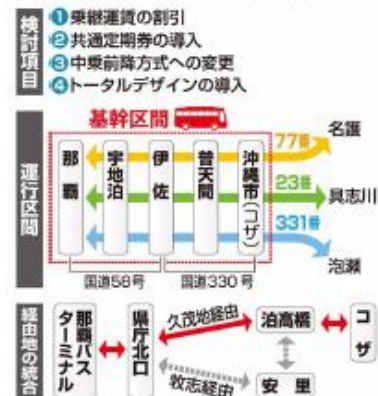 検討項目
❶乗継運賃の割引
❷共通定期券の導入
❸中乗前降方式への変更
❹トータルデザインの導入
運行区間
基幹区間
那覇
宇地泊
伊佐
普天間
沖縄市(コザ)
77番
名護
23番
具志川
331番
泡瀬
国道58号
国道330号
経由地の統合
那覇バスターミナル
県庁北口
久茂地経由
泊高橋
コザ
牧志経由
安里